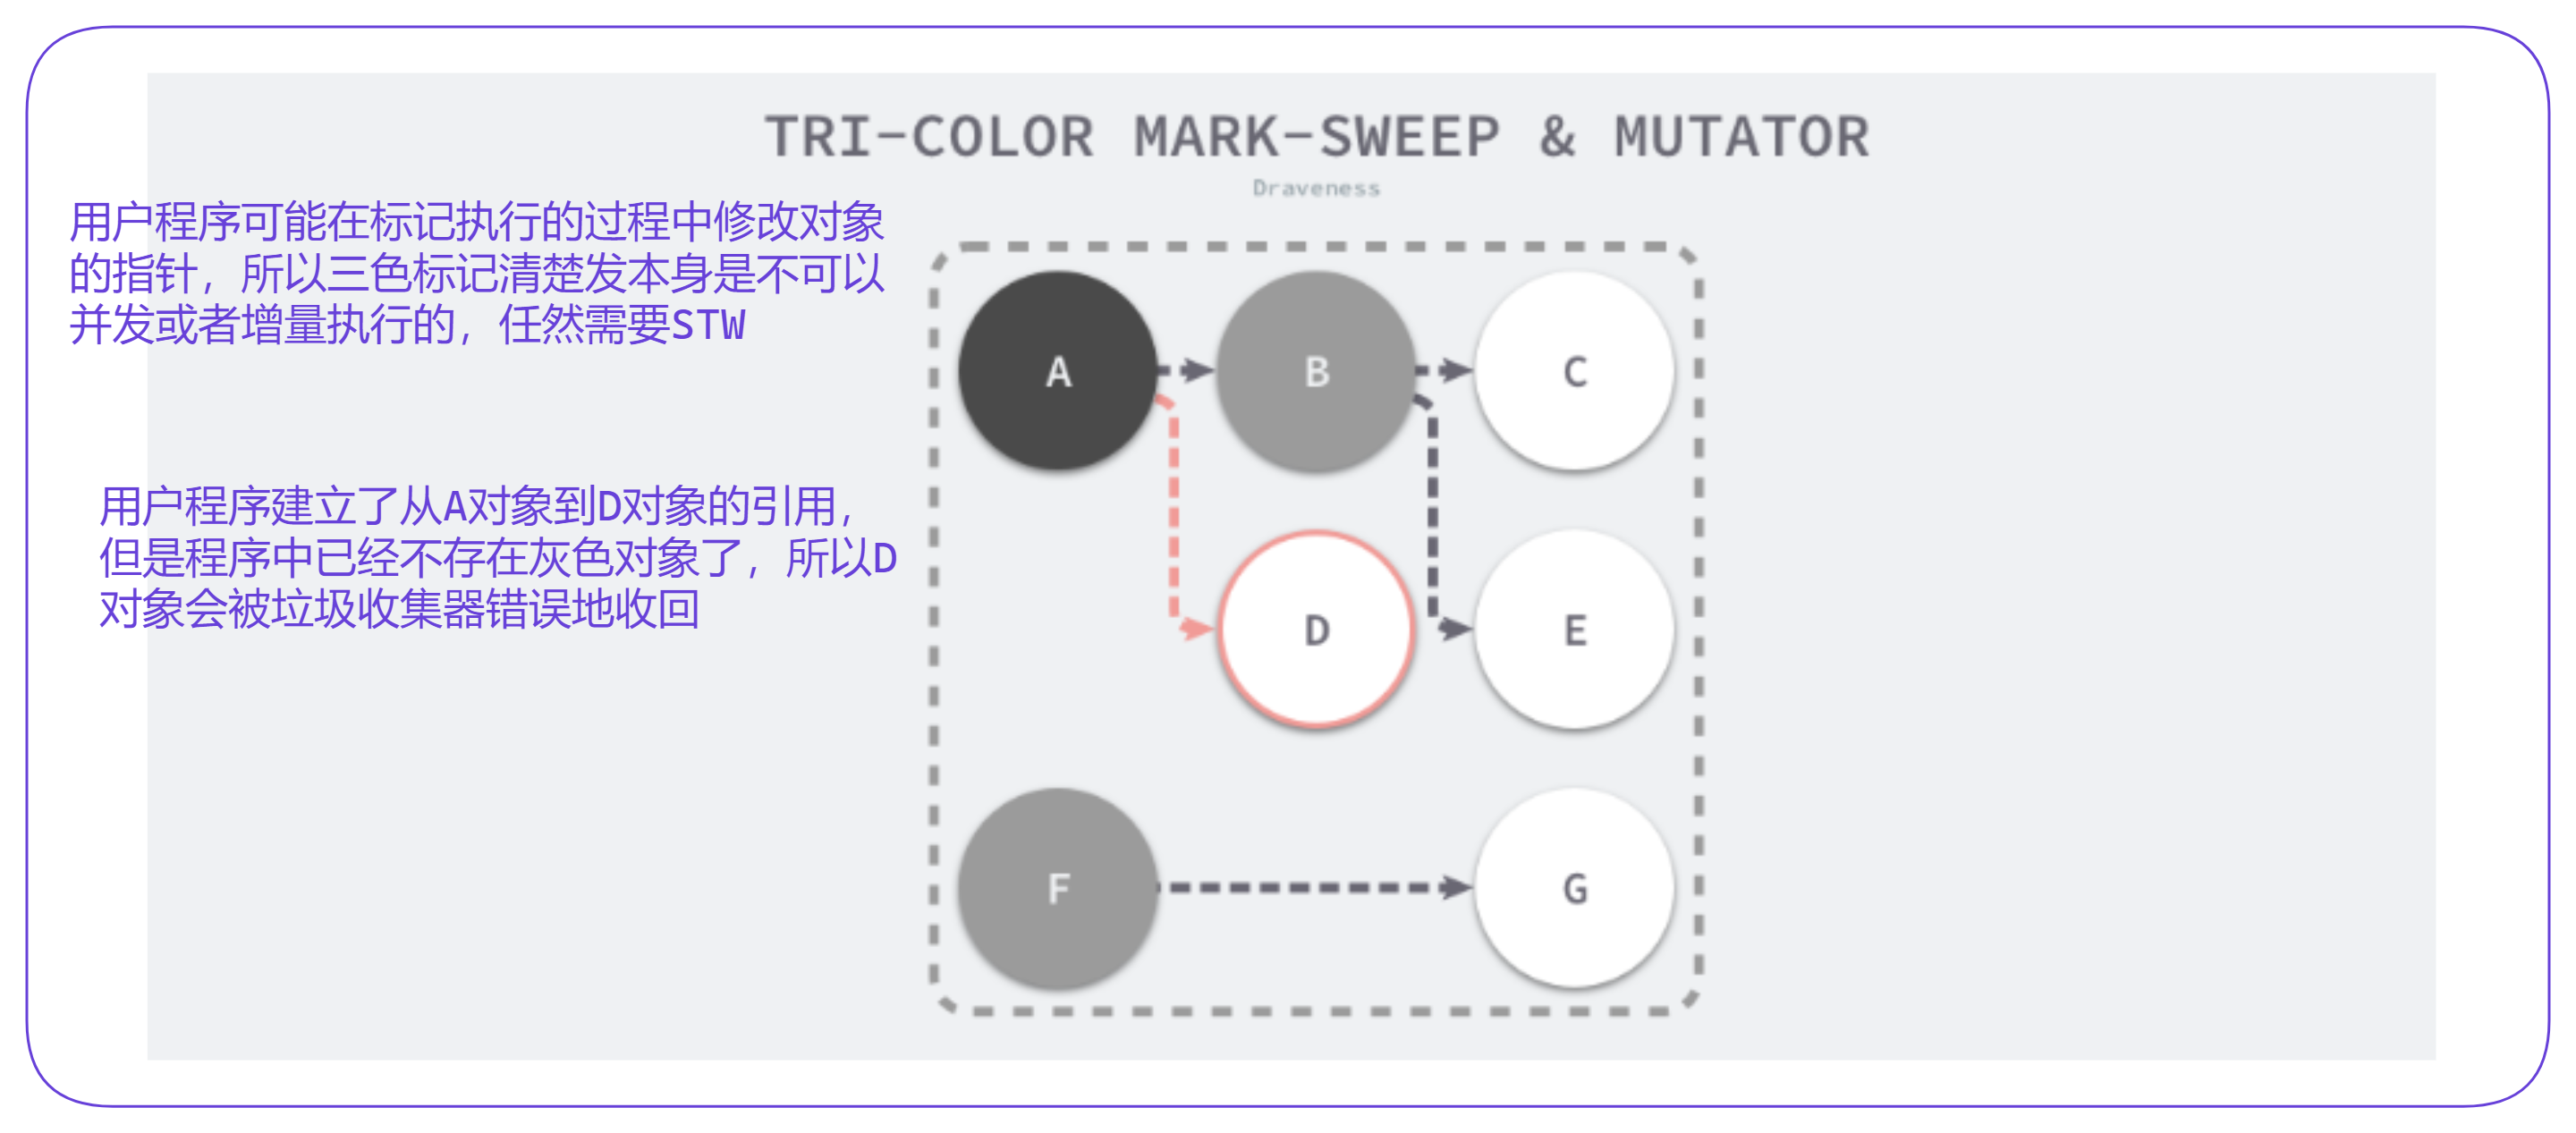 TRI-COLOR MARK-SWEEP & MUTATOR
Draveness
用户程序可能在标记执行的过程中修改对象
的指针，所以三色标记清楚发本身是不可以
并发或者增量执行的，任然需要STW
用户程序建立了从A对象到D对象的引用，
但是程序中已经不存在灰色对象了，所以D
对象会被垃圾收集器错误地收回
A
B
C
D
E
F
G